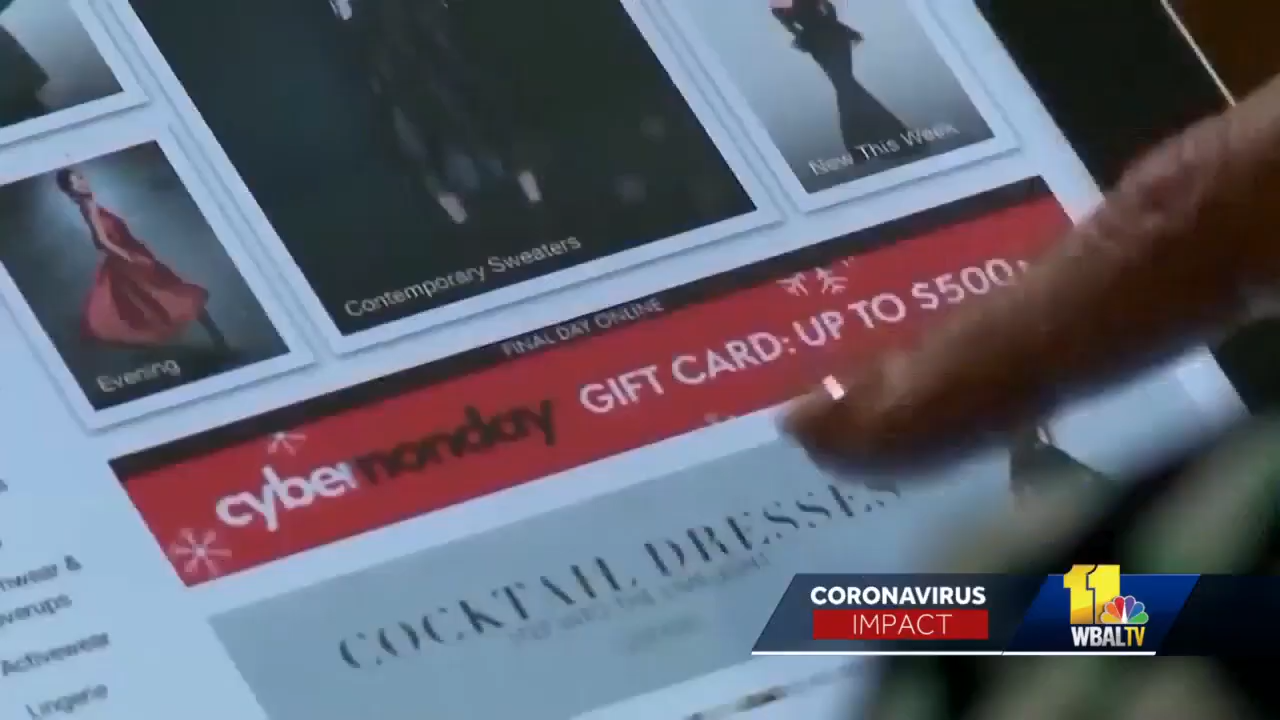 New This Week
Contemporary Sweaters
Evening
FINAL DAY ONLINE
cybermonday GIFT CARD: UP TO $500
COCKTAIL DRESSES
Activewear
Lingerie
CORONAVIRUS
IMPACT
11
WBALTV